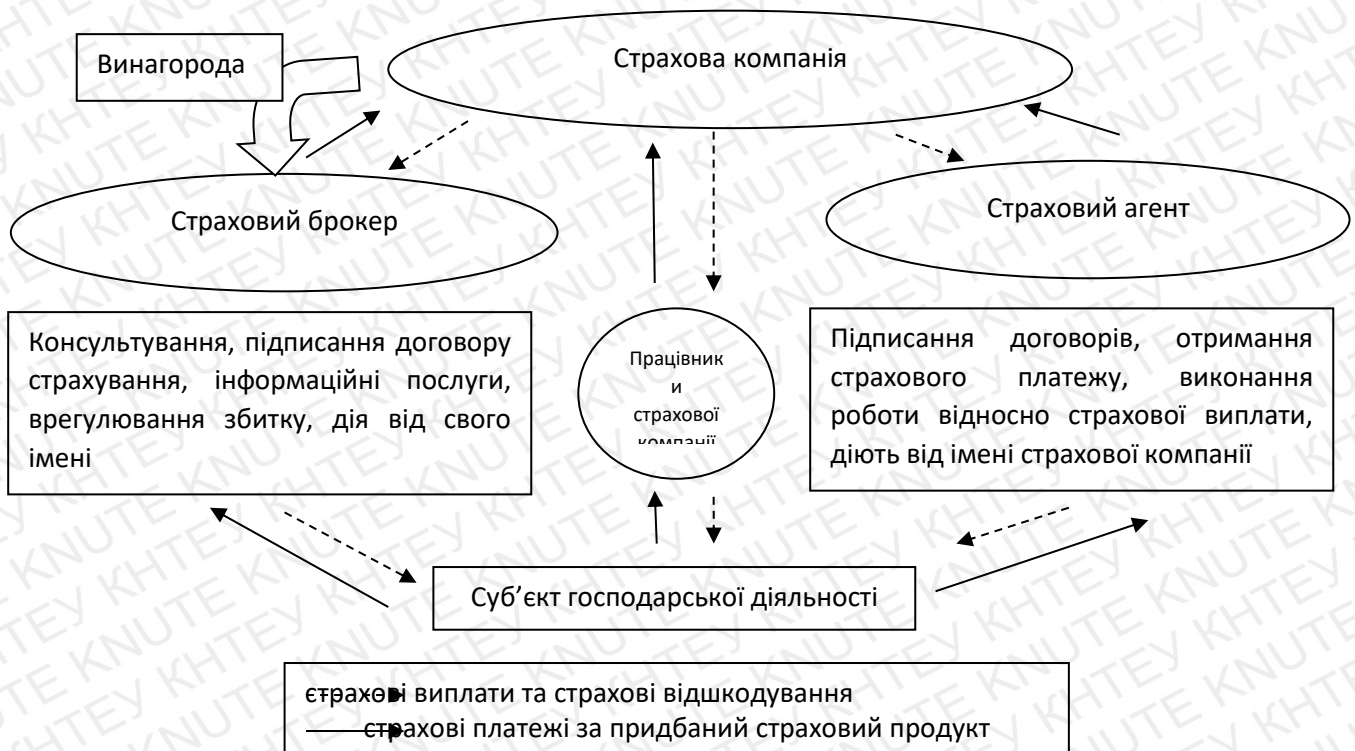 Винагорода
Страхова компанія
Страховий брокер
Страховий агент
Консультування, підписання договору
страхування, інформаційні послуги,
врегулювання збитку, дія від свого
імені
Працівник
и
страхової
компанії
Підписання договорів, отримання
страхового платежу, виконання
роботи відносно страхової виплати,
діють від імені страхової компанії
Суб’єкт господарської діяльності
страхові виплати та страхові відшкодування
страхові платежі за придбаний страховий продукт